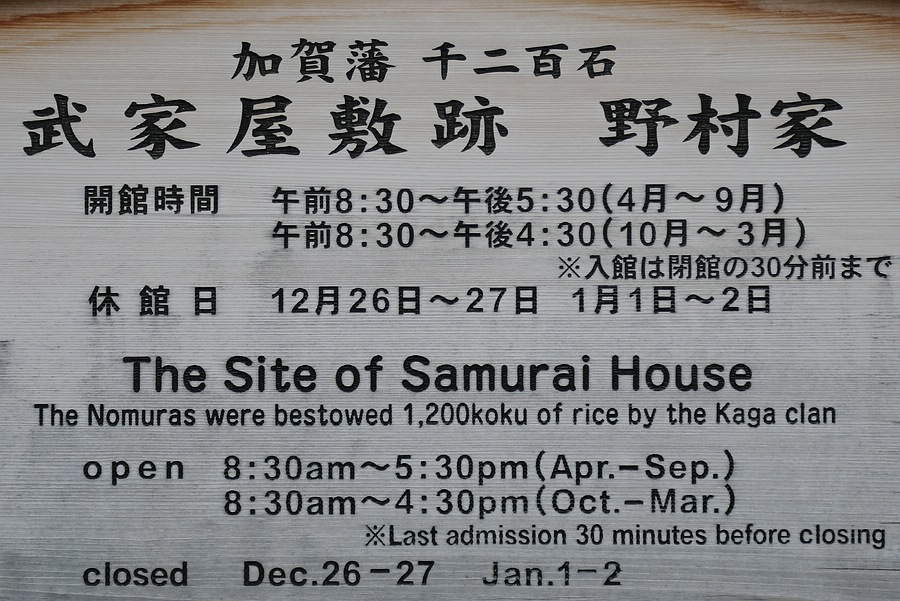 加賀藩 千二百石
武家屋敷跡 野村家
開館時間 午前8:30〜午後5:30(4月〜9月)
午前8:30〜午後4:30(10月〜3月)
※入館は閉館の30分前まで
休館日 12月26日〜27日 1月1日〜2日
The Site of Samurai House
The Nomuras were bestowed 1,200koku of rice by the Kaga clan
open 8:30am〜5:30pm(Apr.–Sep.)
8:30am〜4:30pm(Oct.–Mar.)
※Last admission 30 minutes before closing
closed Dec.26–27 Jan.1–2